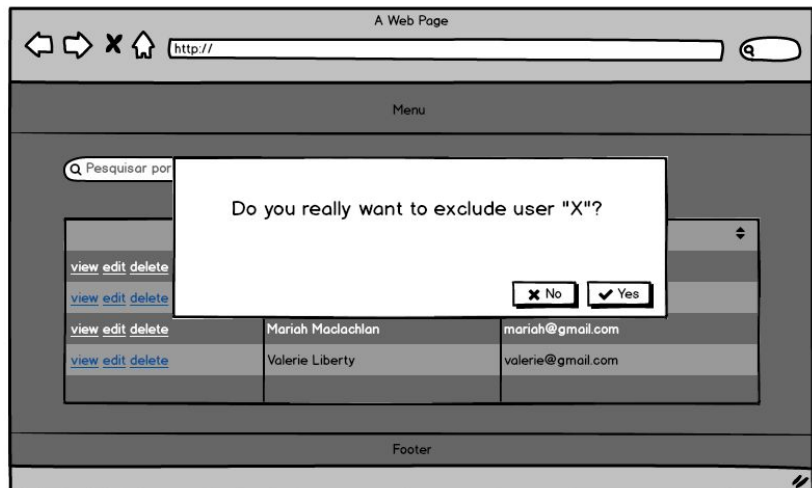 A Web Page
http://
Menu
Pesquisar por
Do you really want to exclude user "X"?
No Yes
view edit delete
view edit delete
view edit delete Mariah Maclachlan mariah@gmail.com
view edit delete Valerie Liberty valerie@gmail.com
Footer